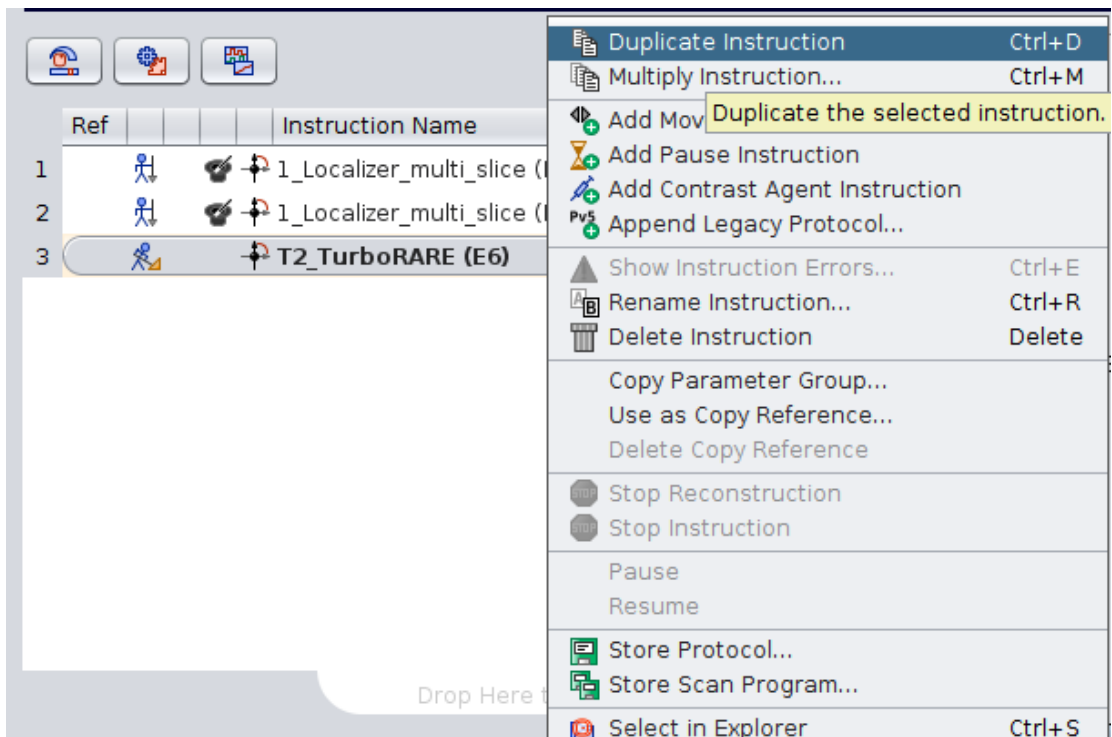 Duplicate Instruction Ctrl+D
Multiply Instruction... Ctrl+M
Duplicate the selected instruction.
Add Mov
Add Pause Instruction
Add Contrast Agent Instruction
Pv5 Append Legacy Protocol...
Show Instruction Errors... Ctrl+E
A B Rename Instruction... Ctrl+R
Delete Instruction Delete
Copy Parameter Group...
Use as Copy Reference...
Delete Copy Reference
STOP Stop Reconstruction
STOP Stop Instruction
Pause
Resume
Store Protocol...
Store Scan Program...
Select in Explorer Ctrl+S
Ref Instruction Name
1 1_Localizer_multi_slice (
2 1_Localizer_multi_slice (
3 T2_TurboRARE (E6)
Drop Here t